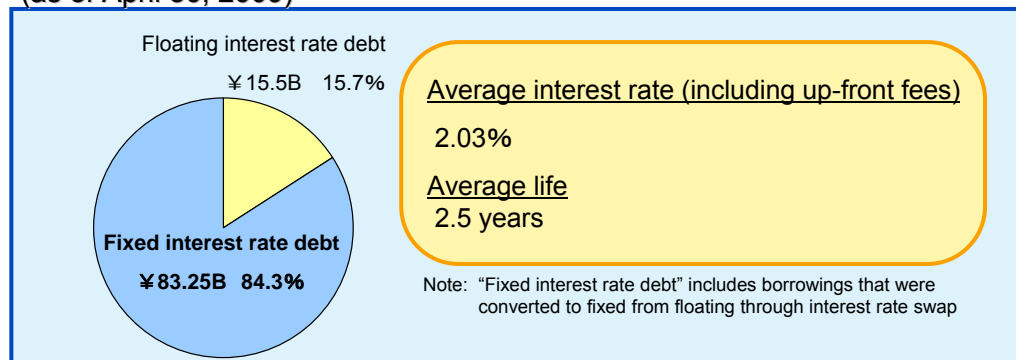 Floating interest rate debt
¥15.5B 15.7%
Fixed interest rate debt
¥83.25B 84.3%
Average interest rate (including up-front fees)
2.03%
Average life
2.5 years
Note: “Fixed interest rate debt” includes borrowings that were
converted to fixed from floating through interest rate swap